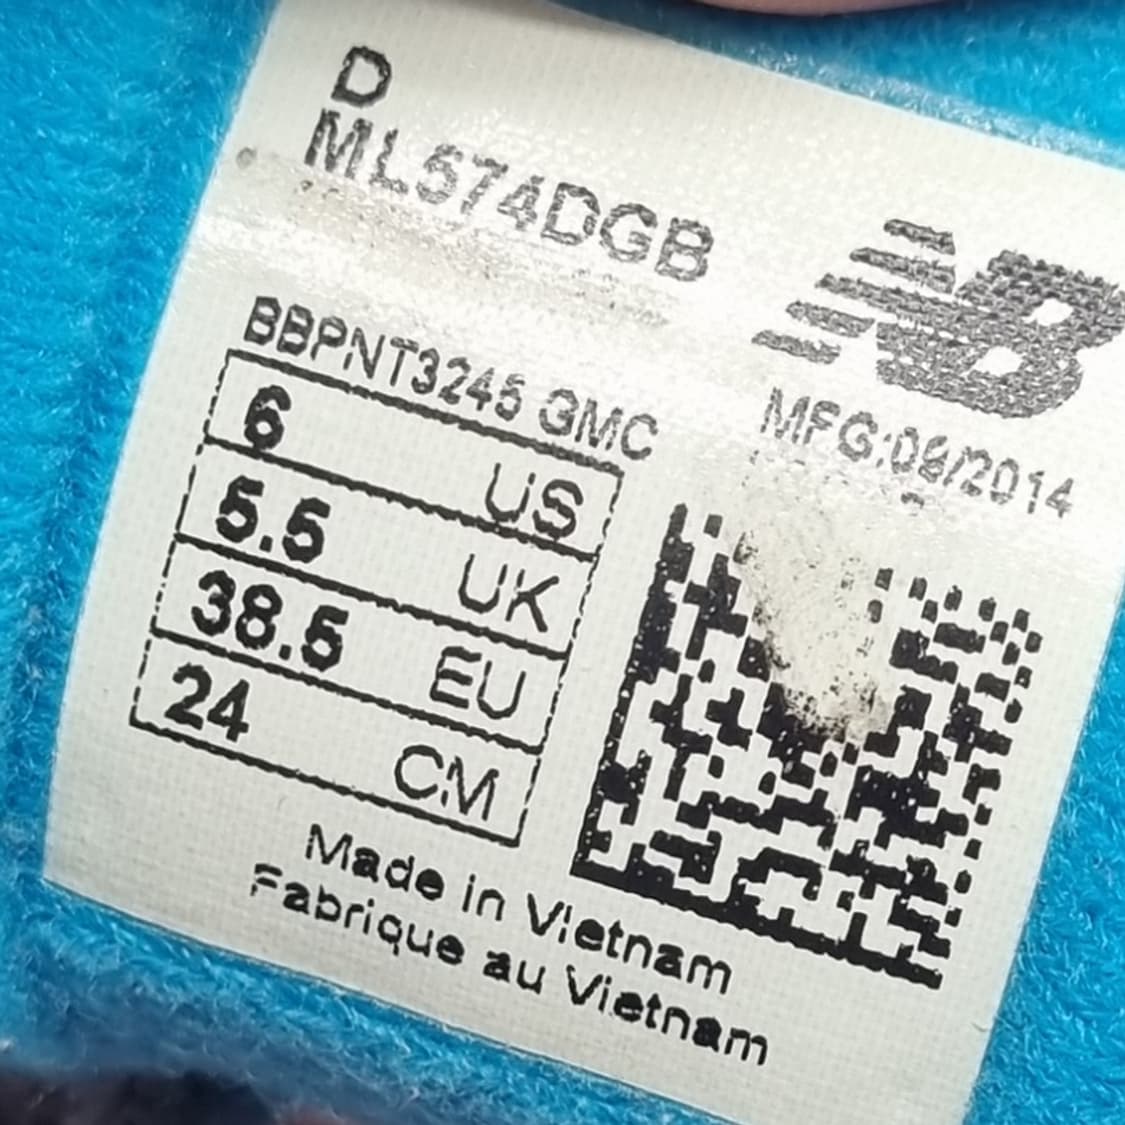 D
ML574DGB
NB
BBPNT3245 GMC
MFG:08/2014
6 US
5.5 UK
38.5 EU
24 CM
Made in Vietnam
Fabrique au Vietnam